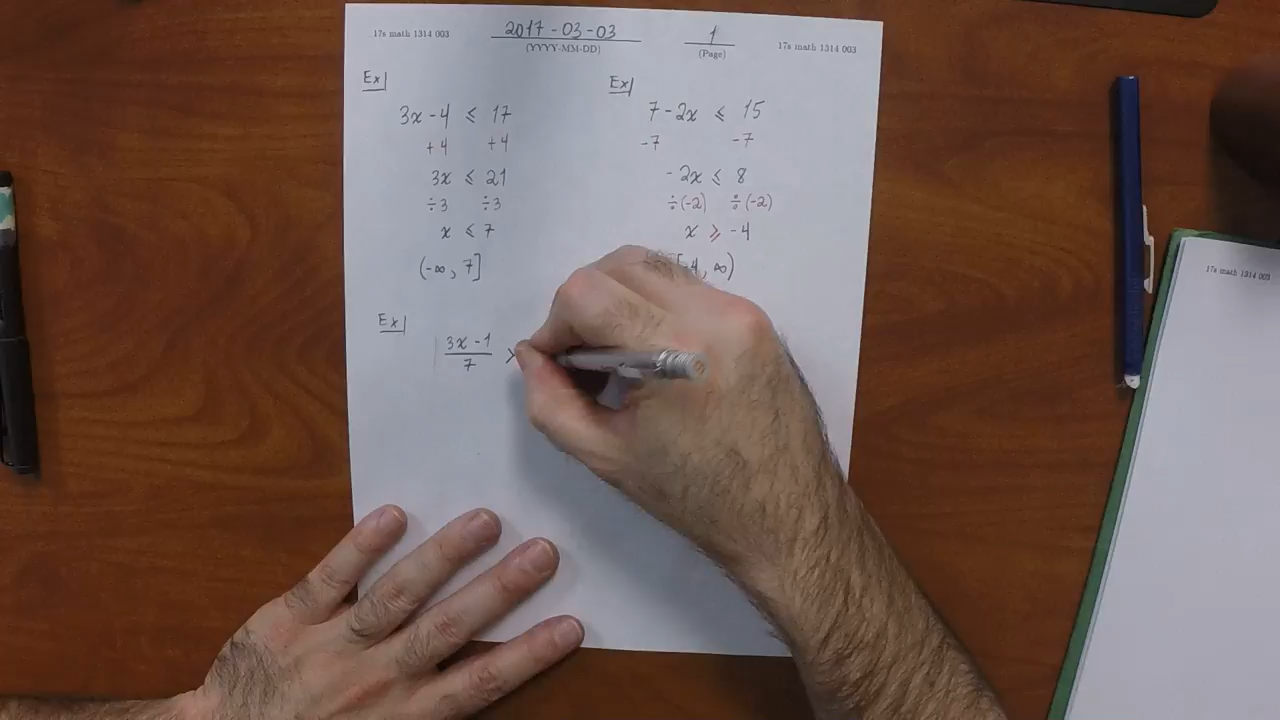 17s math 1314 003
2017-03-03
(YYYY-MM-DD)
1
(Page)
17s math 1314 003
Ex|
3x - 4 ⩽ 17
+4 +4
3x ⩽ 21
÷3 ÷3
x ⩽ 7
(-∞, 7]
Ex|
7 - 2x ⩽ 15
-7 -7
-2x ⩽ 8
÷(-2) ÷(-2)
x ⩾ -4
[-4, ∞)
Ex|
3x - 1
7 >
17s math 1314 003